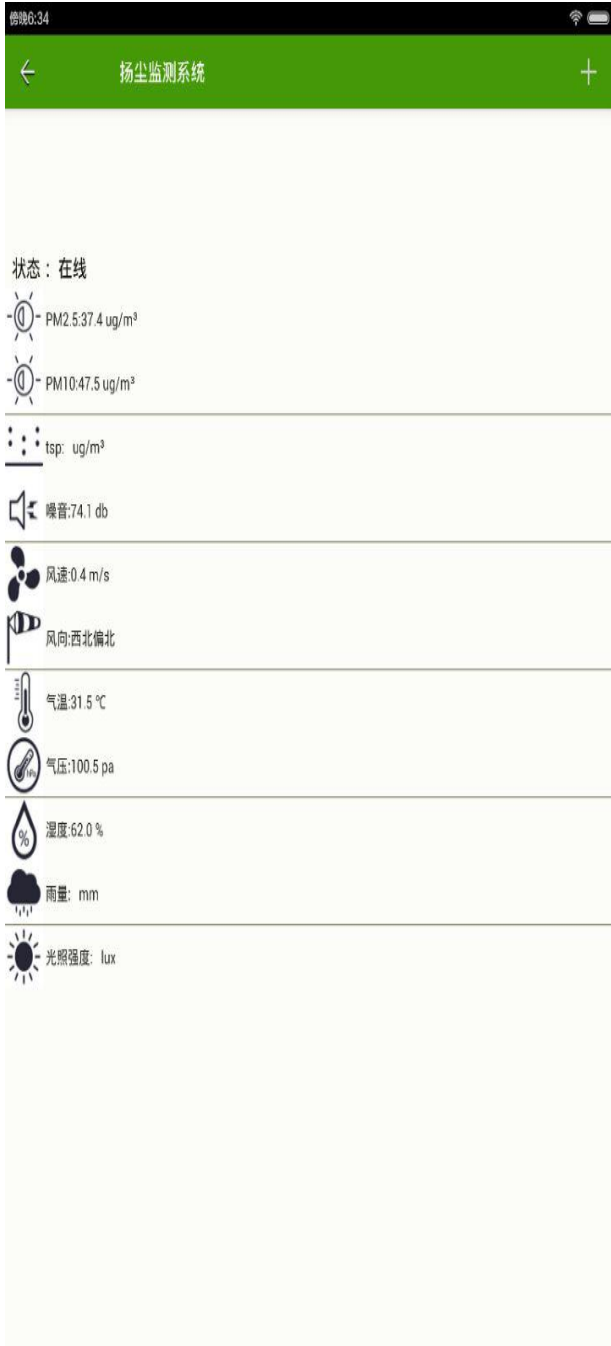 傍晚6:34
扬尘监测系统
状态：在线
PM2.5:37.4 ug/m³
PM10:47.5 ug/m³
tsp: ug/m³
噪音:74.1 db
风速:0.4 m/s
风向:西北偏北
气温:31.5 ℃
hPa
气压:100.5 pa
%
湿度:62.0 %
雨量: mm
光照强度: lux